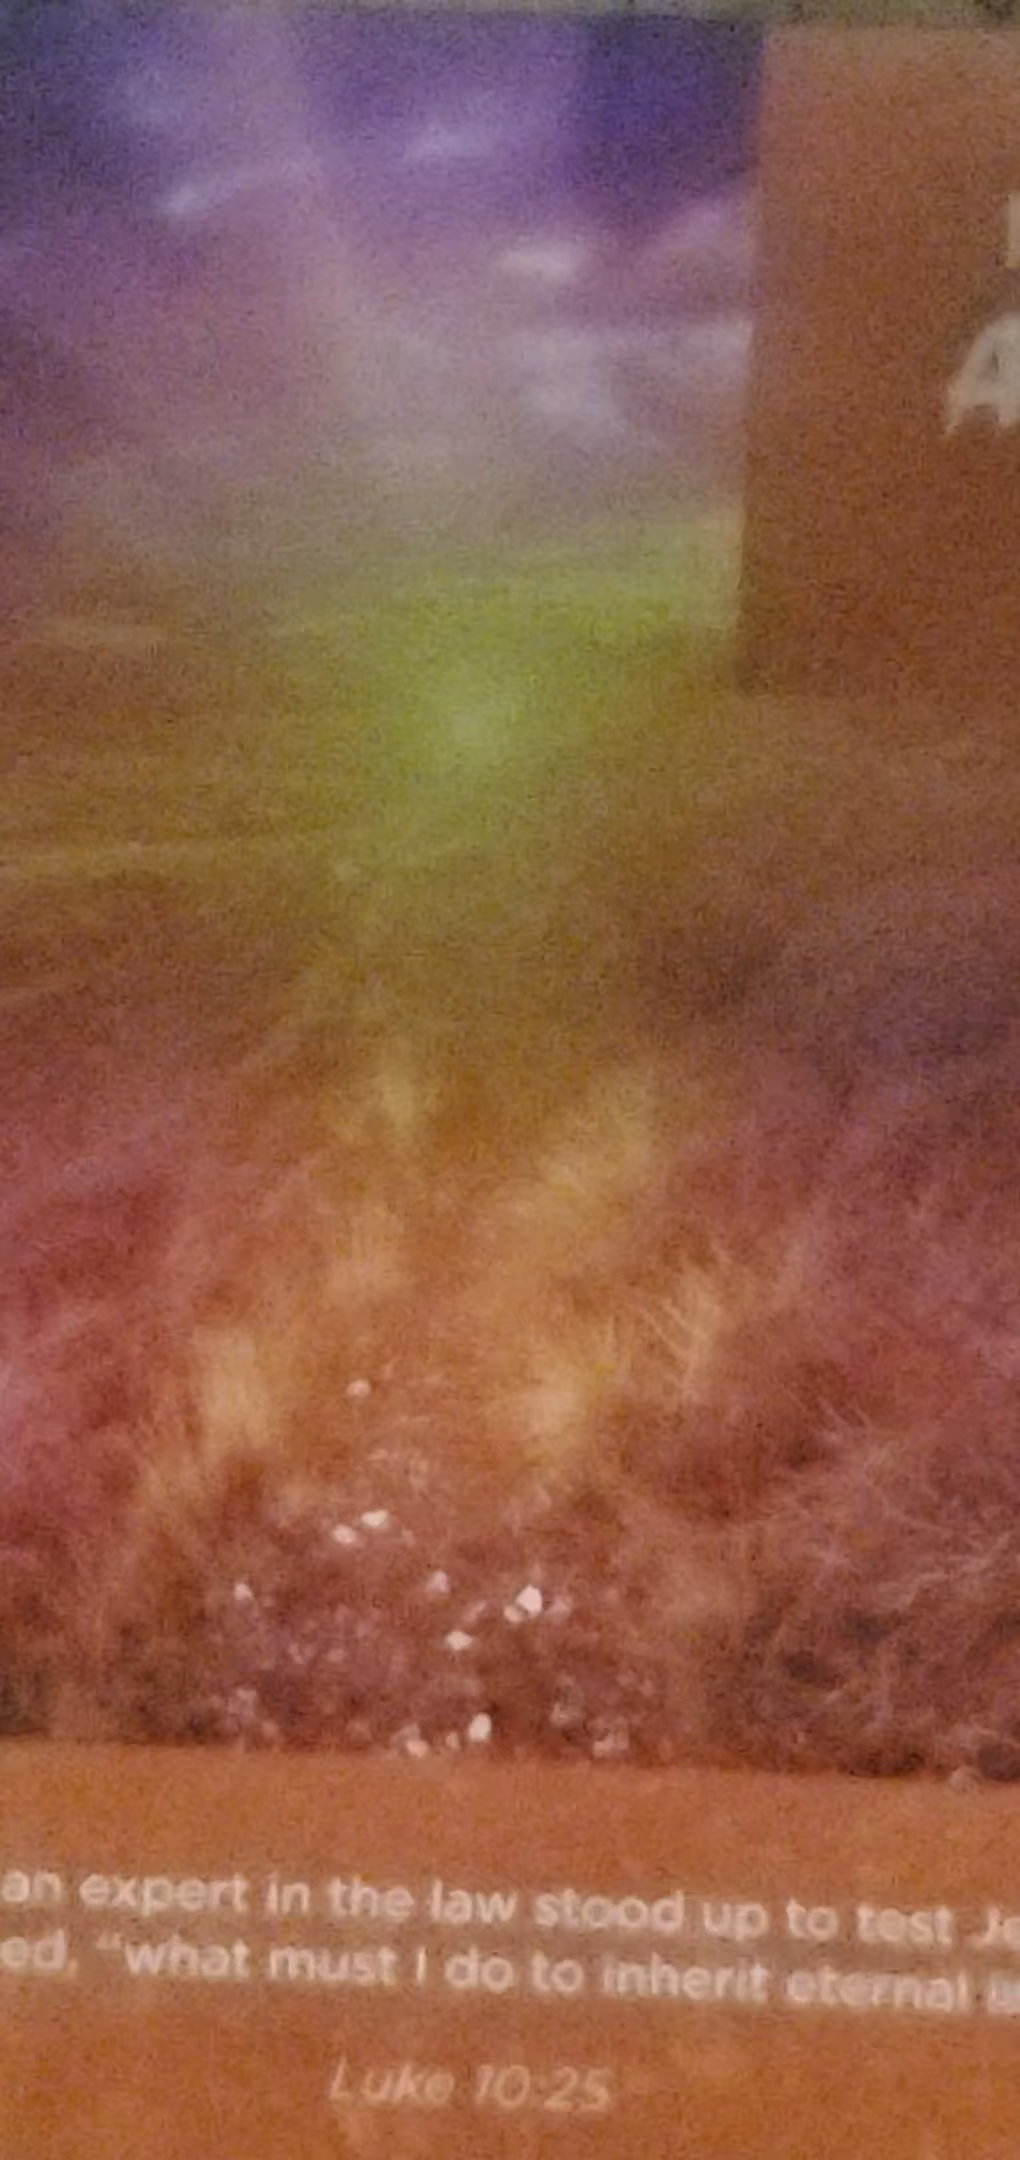 A
an expert in the law stood up to test Je
ed, "what must I do to inherit eternal
Luke 10:25